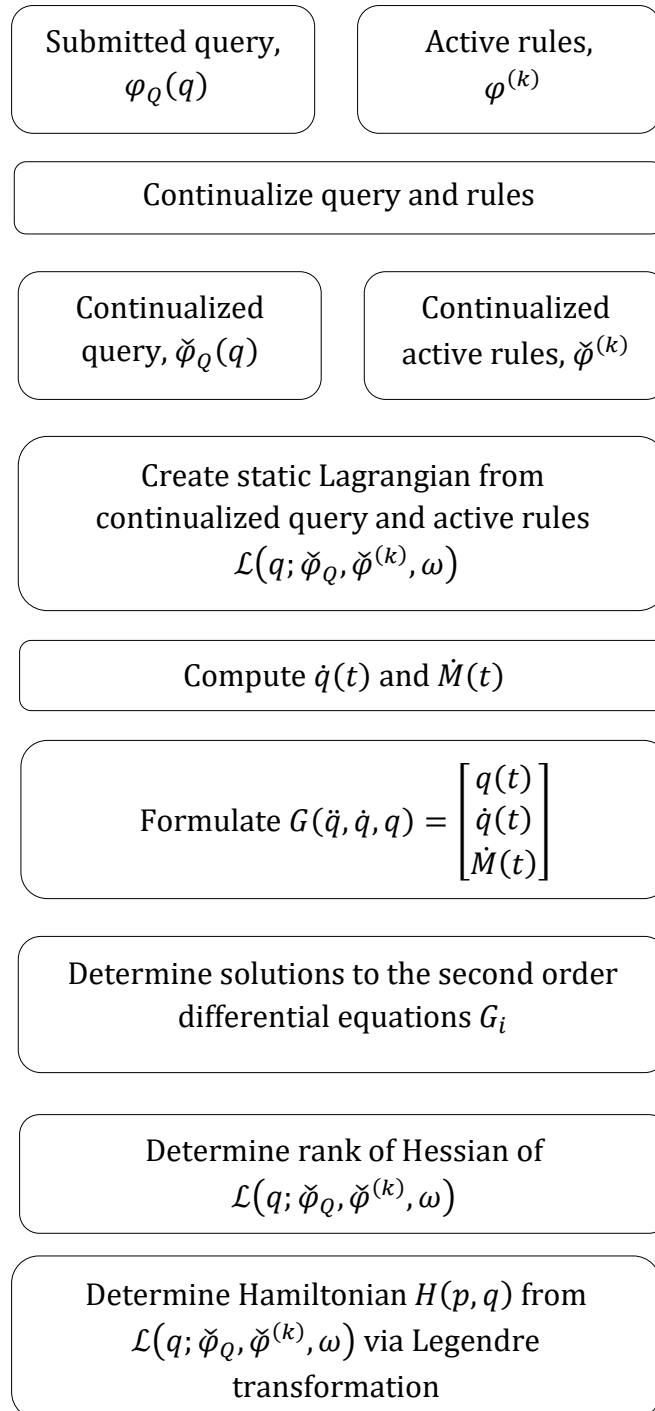 Submitted query,
φ_Q(q)
Active rules,
φ^(k)
Continualize query and rules
Continualized
query, φ̌_Q(q)
Continualized
active rules, φ̌^(k)
Create static Lagrangian from
continualized query and active rules
ℒ(q; φ̌_Q, φ̌^(k), ω)
Compute q̇(t) and Ṁ(t)
Formulate G(q̈, q̇, q) = [q(t) q̇(t) Ṁ(t)]
Determine solutions to the second order
differential equations G_i
Determine rank of Hessian of
ℒ(q; φ̌_Q, φ̌^(k), ω)
Determine Hamiltonian H(p, q) from
ℒ(q; φ̌_Q, φ̌^(k), ω) via Legendre
transformation